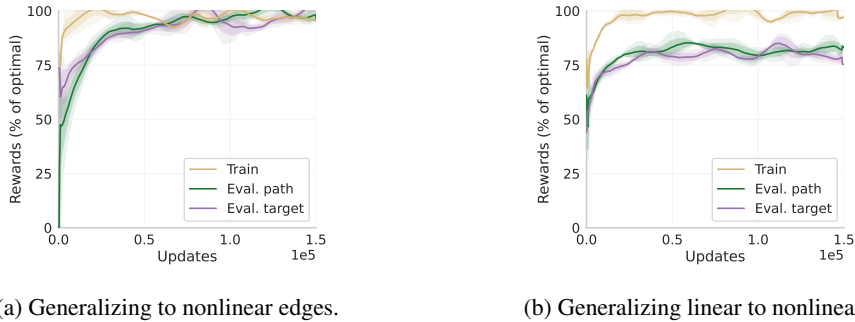 100
75
50
25
0
Rewards (% of optimal)
Train
Eval. path
Eval. target
0.0 0.5 1.0 1.5
Updates
1e5
100
75
50
25
0
Rewards (% of optimal)
Train
Eval. path
Eval. target
0.0 0.5 1.0 1.5
Updates
1e5
a) Generalizing to nonlinear edges.
(b) Generalizing linear to nonlinea